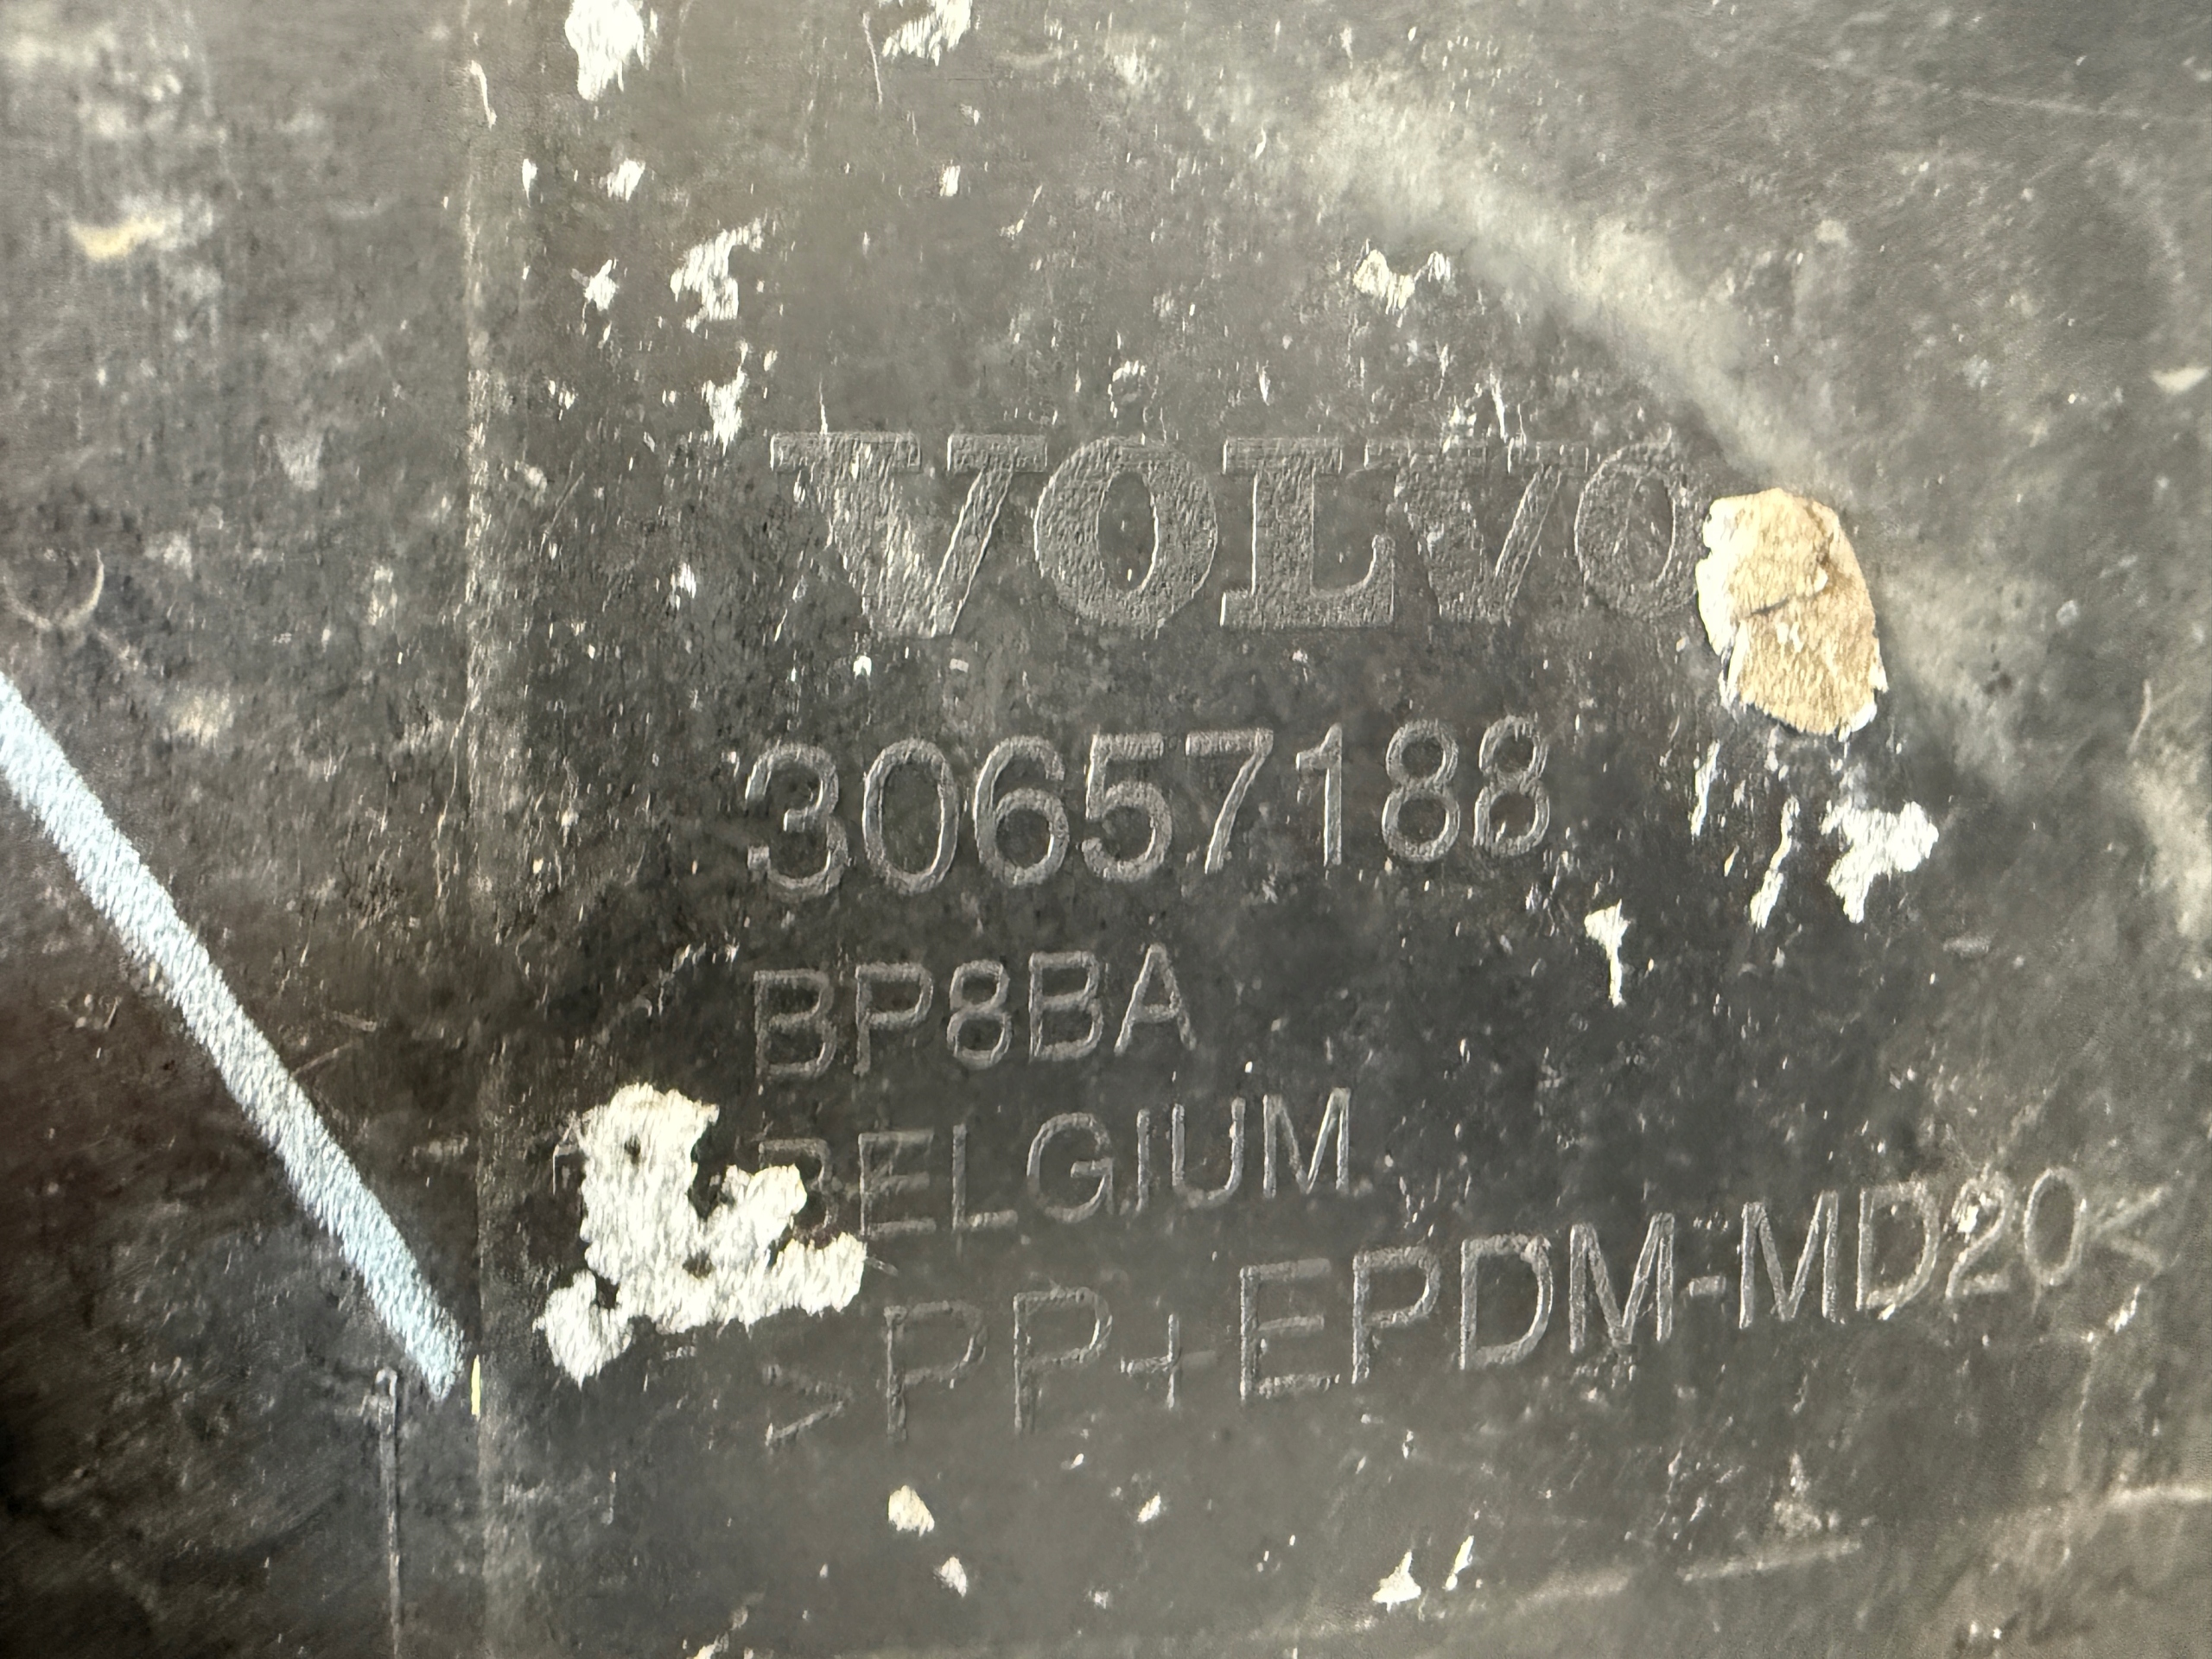 VOLVO
30657188
BP8BA
BELGIUM
>PP+EPDM-MD20<